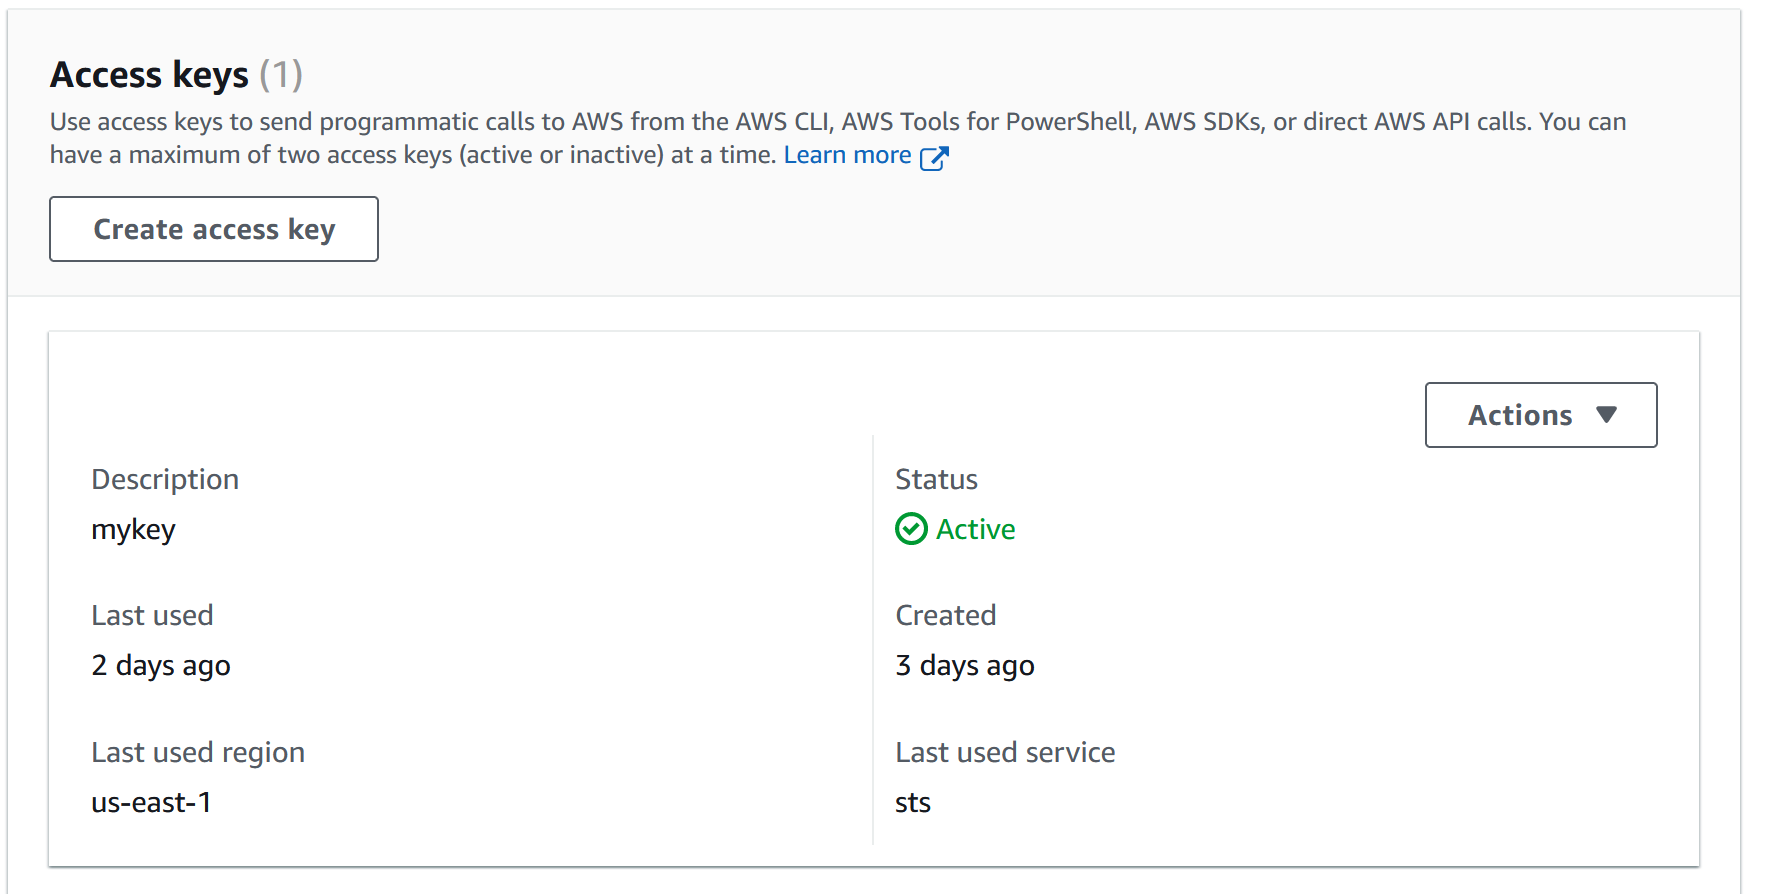 Access keys (1)
Use access keys to send programmatic calls to AWS from the AWS CLI, AWS Tools for PowerShell, AWS SDKs, or direct AWS API calls. You can
have a maximum of two access keys (active or inactive) at a time. Learn more
Create access key
Actions
Description
mykey
Status
Active
Last used
2 days ago
Created
3 days ago
Last used region
us-east-1
Last used service
sts